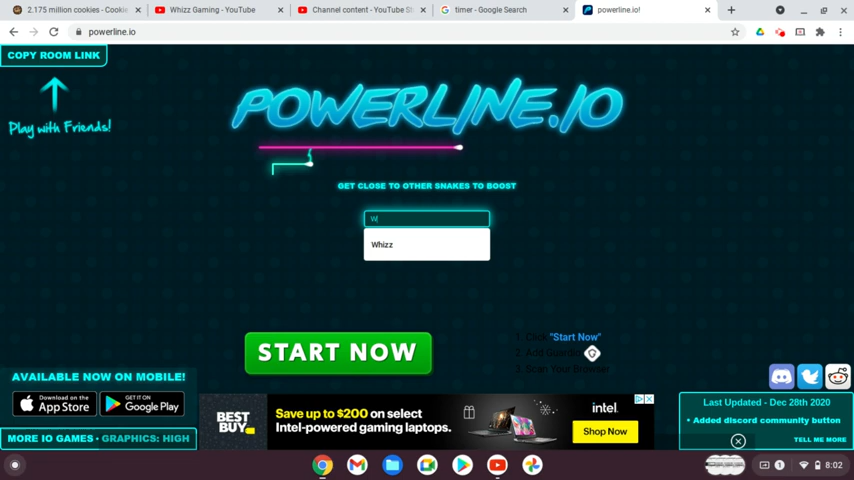 2.175 million cookies - Cookie
Whizz Gaming - YouTube
Channel content - YouTube St
timer - Google Search
powerline.io!
powerline.io
COPY ROOM LINK
Play with Friends!
POWERLINE.IO
GET CLOSE TO OTHER SNAKES TO BOOST
W
Whizz
START NOW
1. Click "Start Now"
2. Add Guardio
3. Scan Your Browser
AVAILABLE NOW ON MOBILE!
Download on the
App Store
GET IT ON
Google Play
MORE IO GAMES • GRAPHICS: HIGH
BEST
BUY
Save up to $200 on select
Intel-powered gaming laptops.
intel.
Shop Now
Last Updated - Dec 28th 2020
• Added discord community button
TELL ME MORE
1
8:02